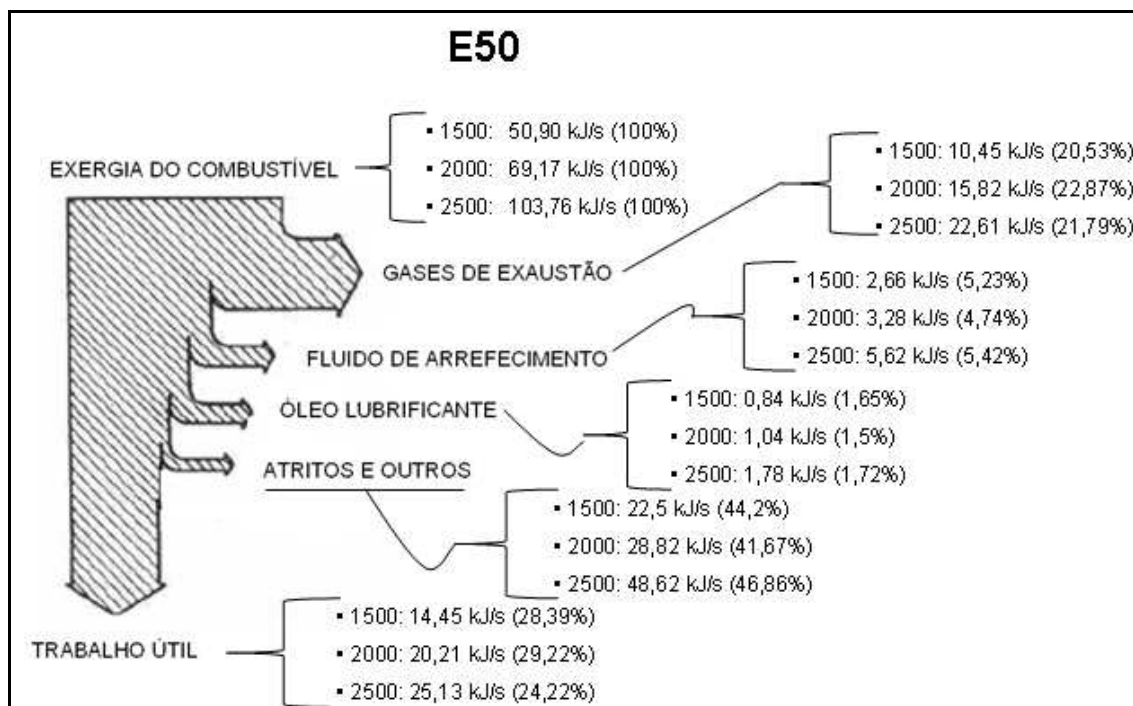 E50
EXERGIA DO COMBUSTÍVEL
▪ 1500: 50,90 kJ/s (100%)
▪ 2000: 69,17 kJ/s (100%)
▪ 2500: 103,76 kJ/s (100%)
GASES DE EXAUSTÃO
▪ 1500: 10,45 kJ/s (20,53%)
▪ 2000: 15,82 kJ/s (22,87%)
▪ 2500: 22,61 kJ/s (21,79%)
FLUIDO DE ARREFECIMENTO
▪ 1500: 2,66 kJ/s (5,23%)
▪ 2000: 3,28 kJ/s (4,74%)
▪ 2500: 5,62 kJ/s (5,42%)
ÓLEO LUBRIFICANTE
▪ 1500: 0,84 kJ/s (1,65%)
▪ 2000: 1,04 kJ/s (1,5%)
▪ 2500: 1,78 kJ/s (1,72%)
ATRITOS E OUTROS
▪ 1500: 22,5 kJ/s (44,2%)
▪ 2000: 28,82 kJ/s (41,67%)
▪ 2500: 48,62 kJ/s (46,86%)
TRABALHO ÚTIL
▪ 1500: 14,45 kJ/s (28,39%)
▪ 2000: 20,21 kJ/s (29,22%)
▪ 2500: 25,13 kJ/s (24,22%)